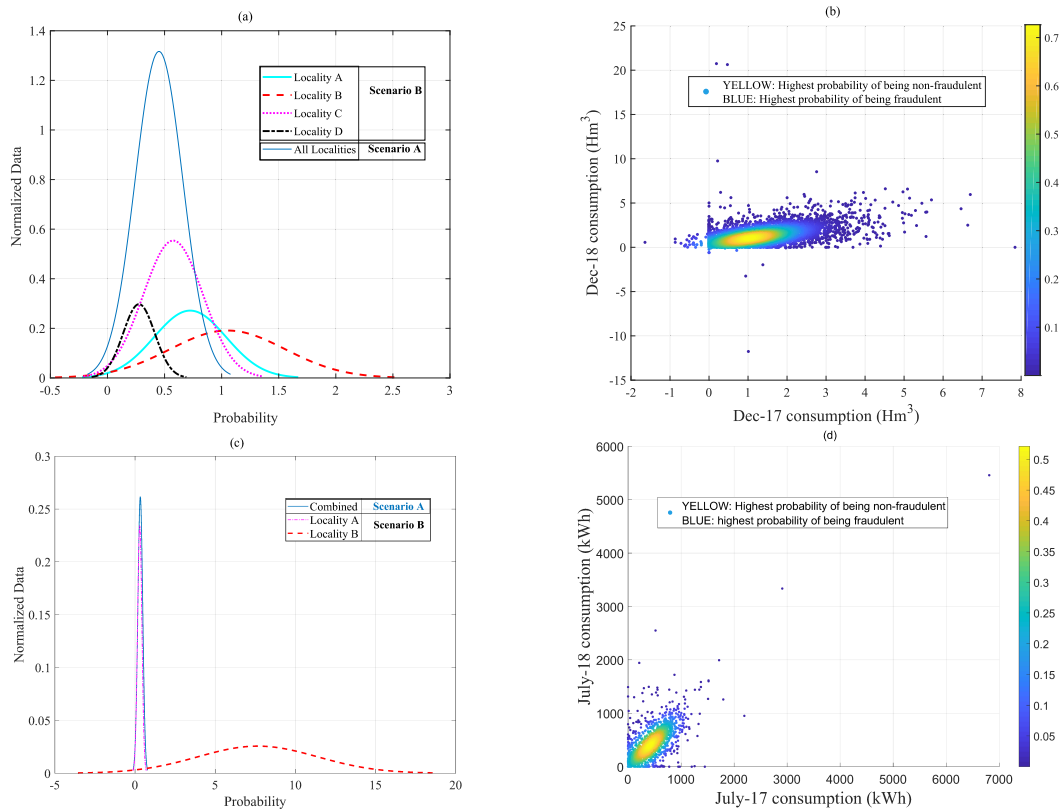 (a)
1.4
1.2
1
0.8
0.6
0.4
0.2
0
-0.5 0 0.5 1 1.5 2 2.5 3
Normalized Data
Probability
Locality A
Locality B
Locality C
Locality D
Scenario B
All Localities Scenario A
(b)
25
20
15
10
5
0
-5
-10
-15
-2 -1 0 1 2 3 4 5 6 7 8
Dec-18 consumption (Hm³)
Dec-17 consumption (Hm³)
YELLOW: Highest probability of being non-fraudulent
BLUE: Highest probability of being fraudulent
0.7
0.6
0.5
0.4
0.3
0.2
0.1
(c)
0.3
0.25
0.2
0.15
0.1
0.05
0
-5 0 5 10 15 20
Normalized Data
Probability
Combined Scenario A
Locality A Scenario B
Locality B
(d)
6000
5000
4000
3000
2000
1000
0
0 1000 2000 3000 4000 5000 6000 7000
July-18 consumption (kWh)
July-17 consumption (kWh)
YELLOW: Highest probability of being non-fraudulent
BLUE: highest probability of being fraudulent
0.5
0.45
0.4
0.35
0.3
0.25
0.2
0.15
0.1
0.05